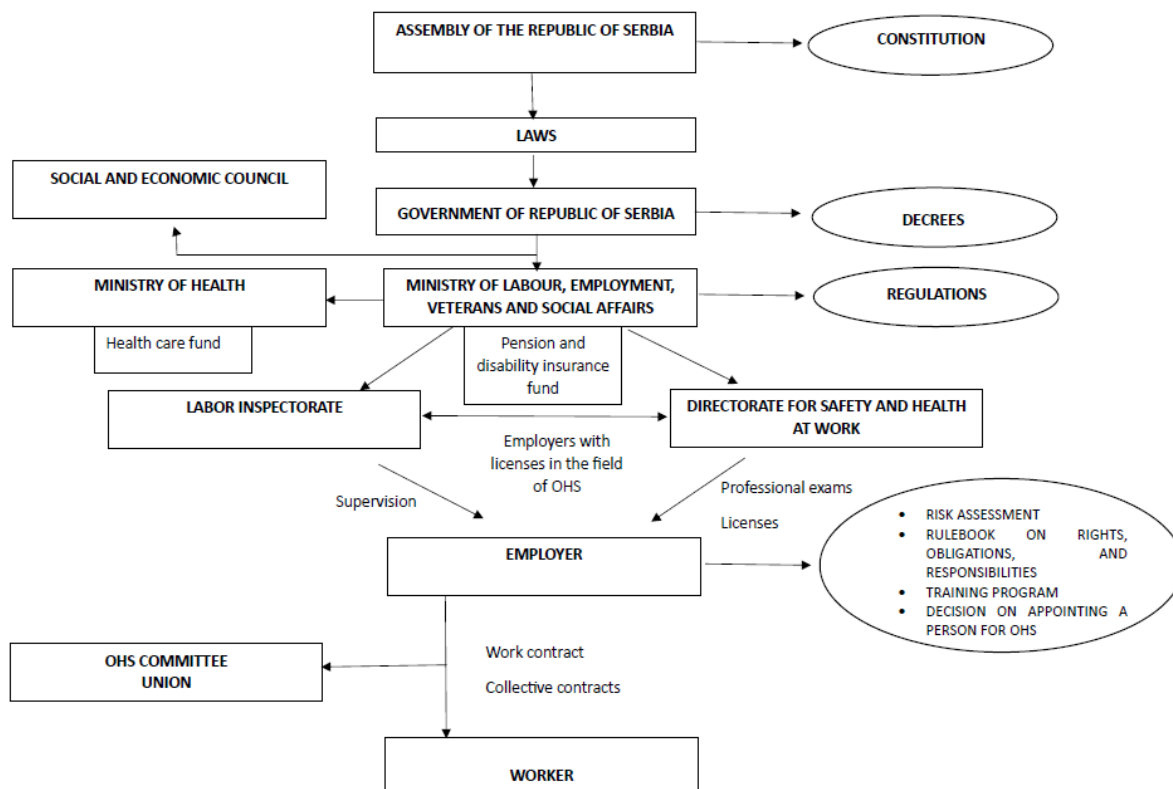 ASSEMBLY OF THE REPUBLIC OF SERBIA
CONSTITUTION
LAWS
SOCIAL AND ECONOMIC COUNCIL
GOVERNMENT OF REPUBLIC OF SERBIA
DECREES
MINISTRY OF HEALTH
MINISTRY OF LABOUR, EMPLOYMENT,
VETERANS AND SOCIAL AFFAIRS
REGULATIONS
Health care fund
Pension and
disability insurance
fund
LABOR INSPECTORATE
DIRECTORATE FOR SAFETY AND HEALTH
AT WORK
Employers with
licenses in the field
of OHS
Supervision
Professional exams
Licenses
EMPLOYER
• RISK ASSESSMENT
• RULEBOOK ON RIGHTS,
OBLIGATIONS, AND
RESPONSIBILITIES
• TRAINING PROGRAM
• DECISION ON APPOINTING A
PERSON FOR OHS
OHS COMMITTEE
UNION
Work contract
Collective contracts
WORKER